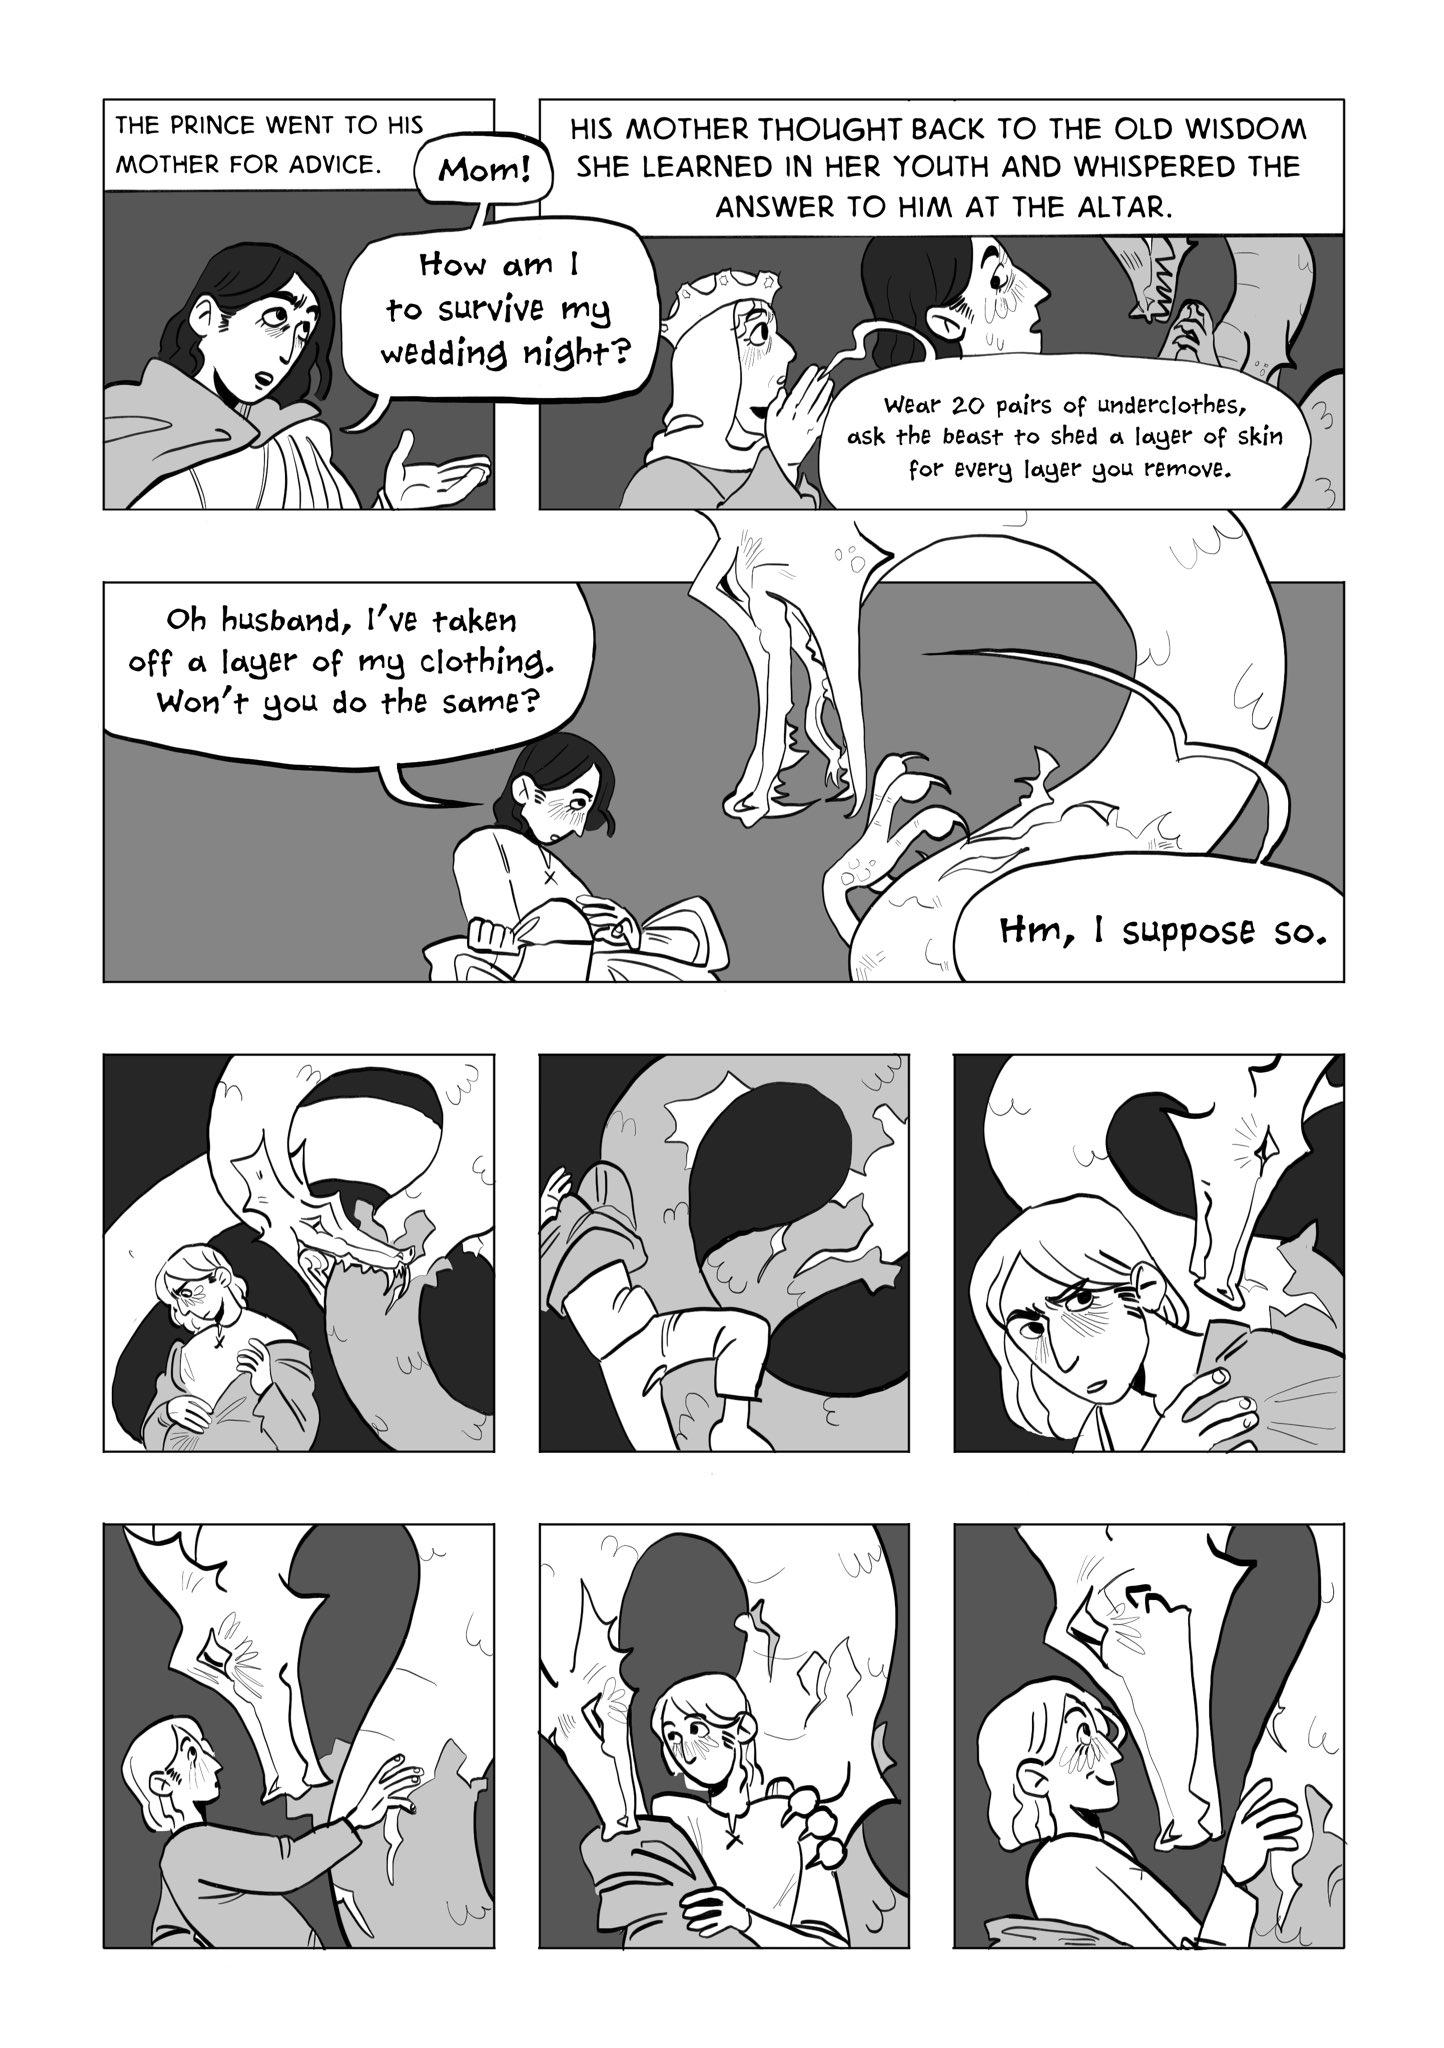 THE PRINCE WENT TO HIS
MOTHER FOR ADVICE.
Mom!
How am I
to survive my
wedding night?
HIS MOTHER THOUGHT BACK TO THE OLD WISDOM
SHE LEARNED IN HER YOUTH AND WHISPERED THE
ANSWER TO HIM AT THE ALTAR.
Wear 20 pairs of underclothes,
ask the beast to shed a layer of skin
for every layer you remove.
Oh husband, I've taken
off a layer of my clothing.
Won't you do the same?
Hm, I suppose so.